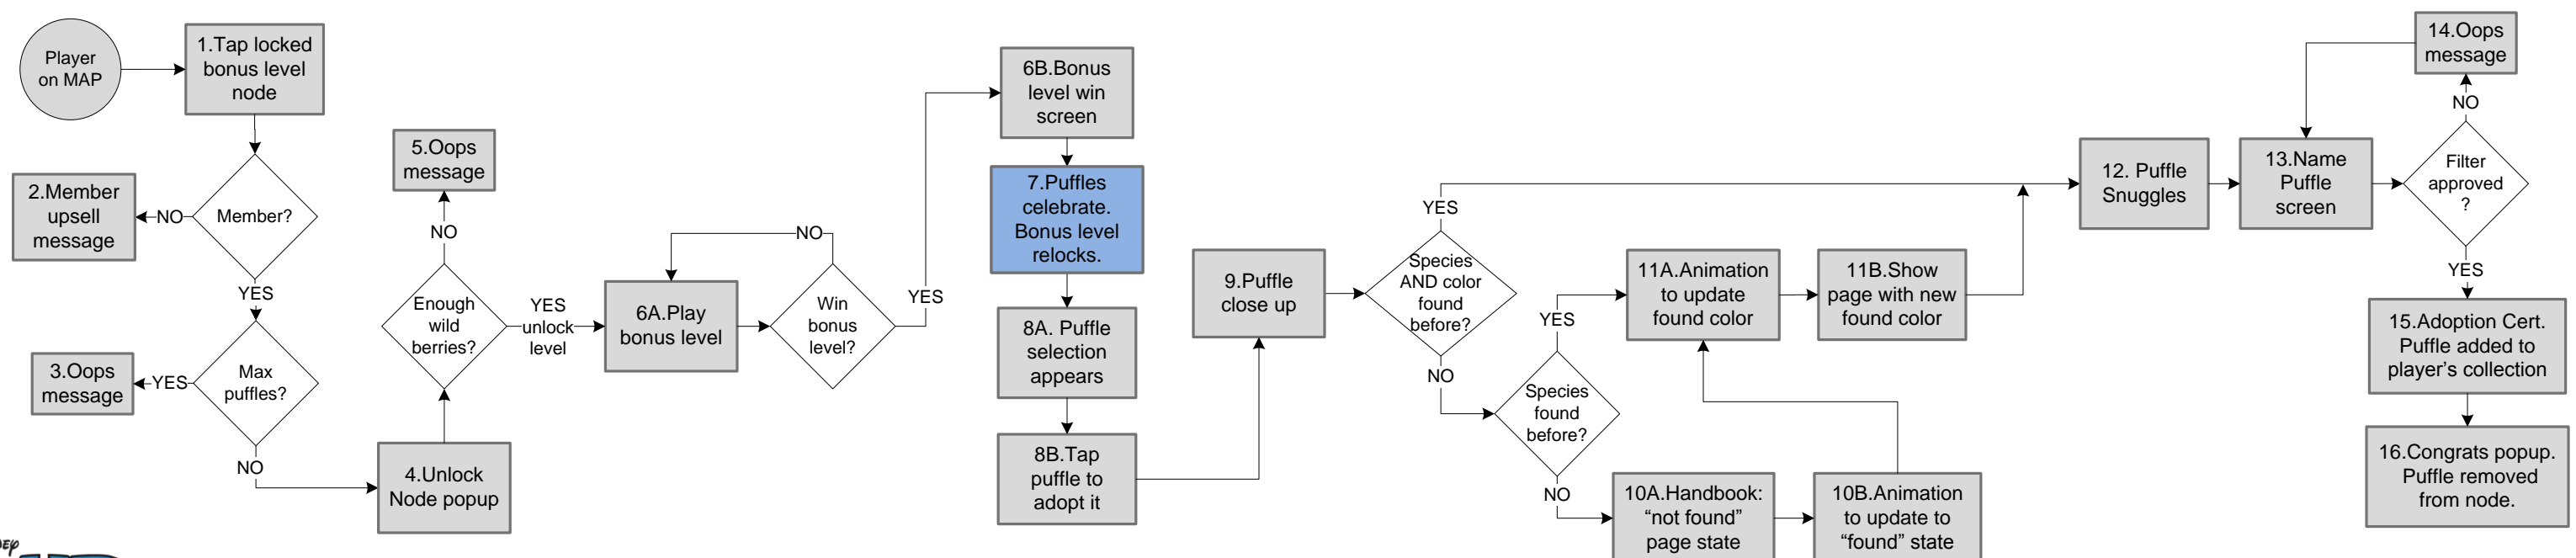 Player
on MAP
1.Tap locked
bonus level
node
Member?
NO
2.Member
upsell
message
YES
Max
puffles?
YES
3.Oops
message
NO
4.Unlock
Node popup
Enough
wild
berries?
NO
5.Oops
message
YES
unlock
level
6A.Play
bonus level
Win
bonus
level?
NO
YES
6B.Bonus
level win
screen
7.Puffles
celebrate.
Bonus level
relocks.
8A. Puffle
selection
appears
8B.Tap
puffle to
adopt it
9.Puffle
close up
Species
AND color
found
before?
YES
NO
Species
found
before?
YES
NO
10A.Handbook:
“not found”
page state
10B.Animation
to update to
“found” state
11A.Animation
to update
found color
11B.Show
page with new
found color
12. Puffle
Snuggles
13.Name
Puffle
screen
Filter
approved
?
NO
14.Oops
message
YES
15.Adoption Cert.
Puffle added to
player’s collection
16.Congrats popup.
Puffle removed
from node.